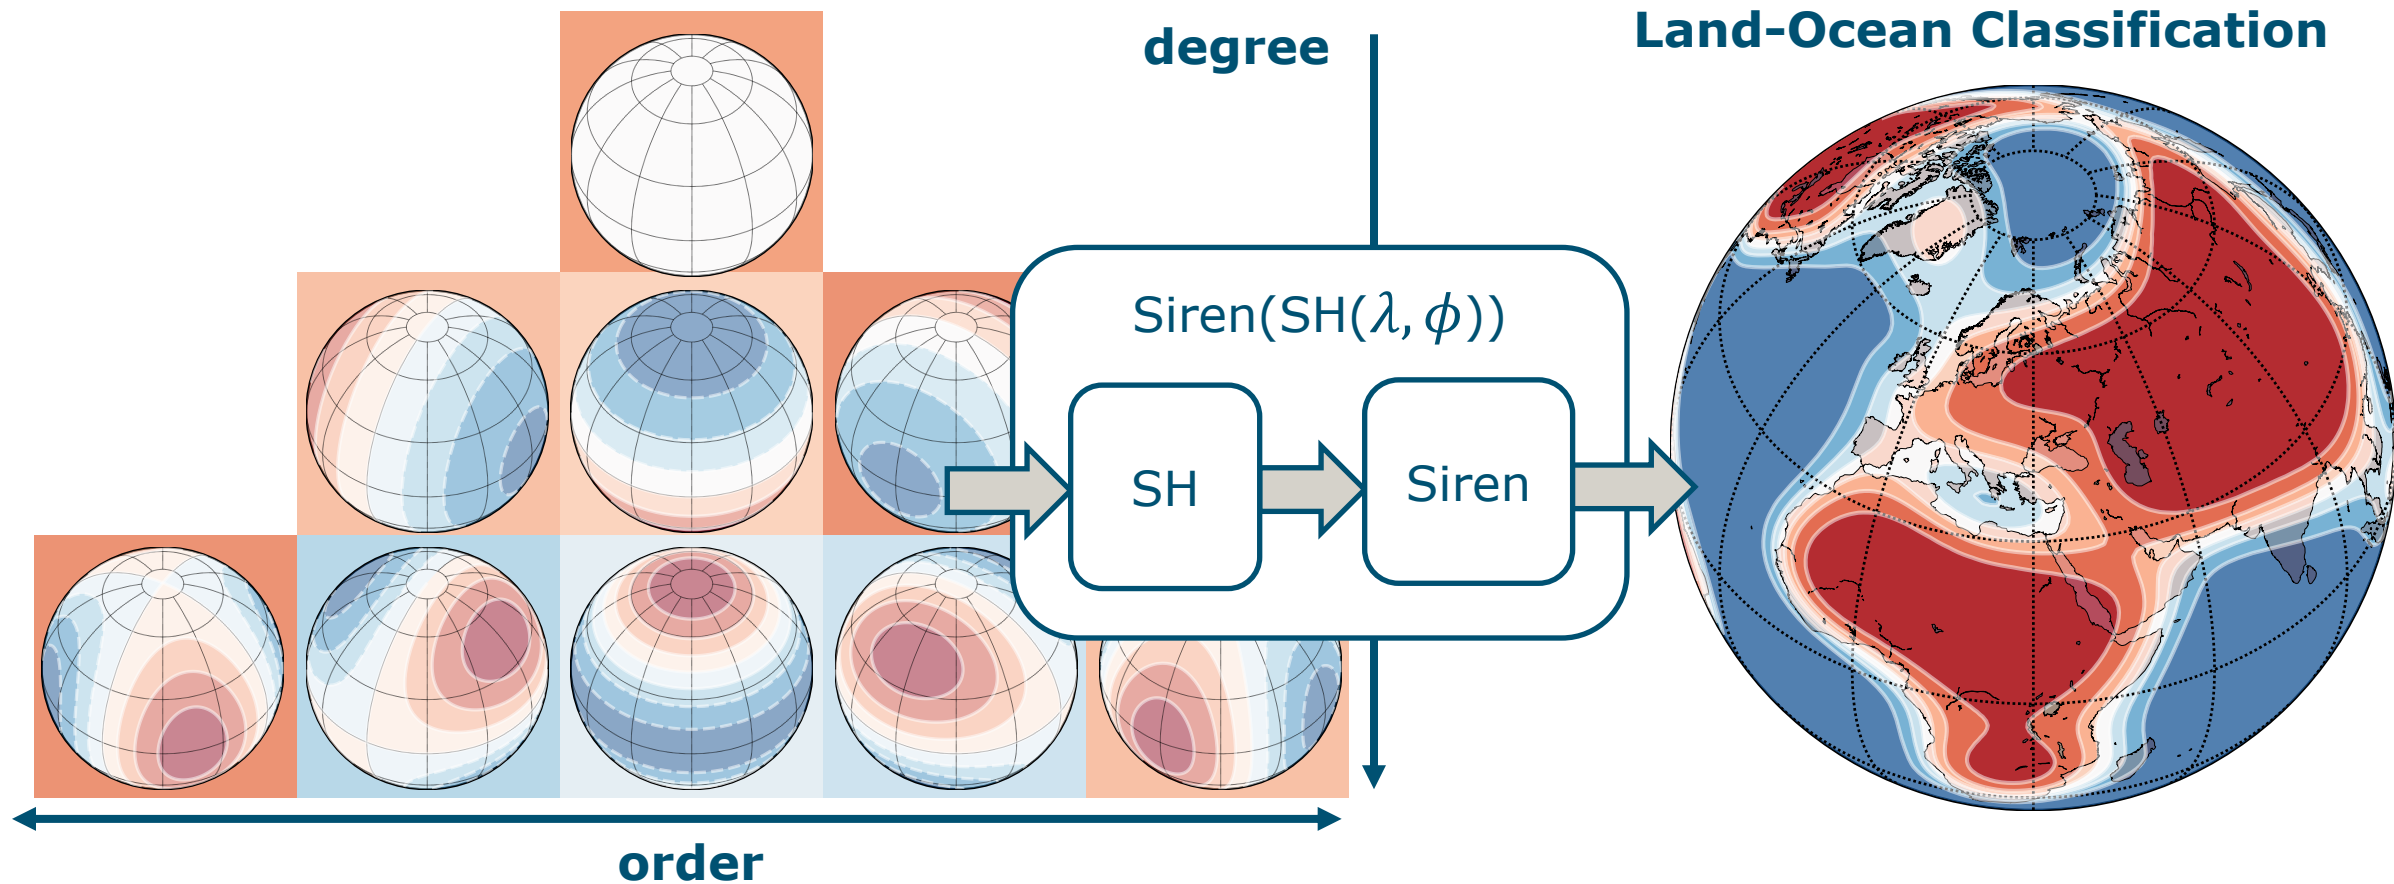 degree
Land-Ocean Classification
Siren(SH(λ, ϕ))
SH
Siren
order